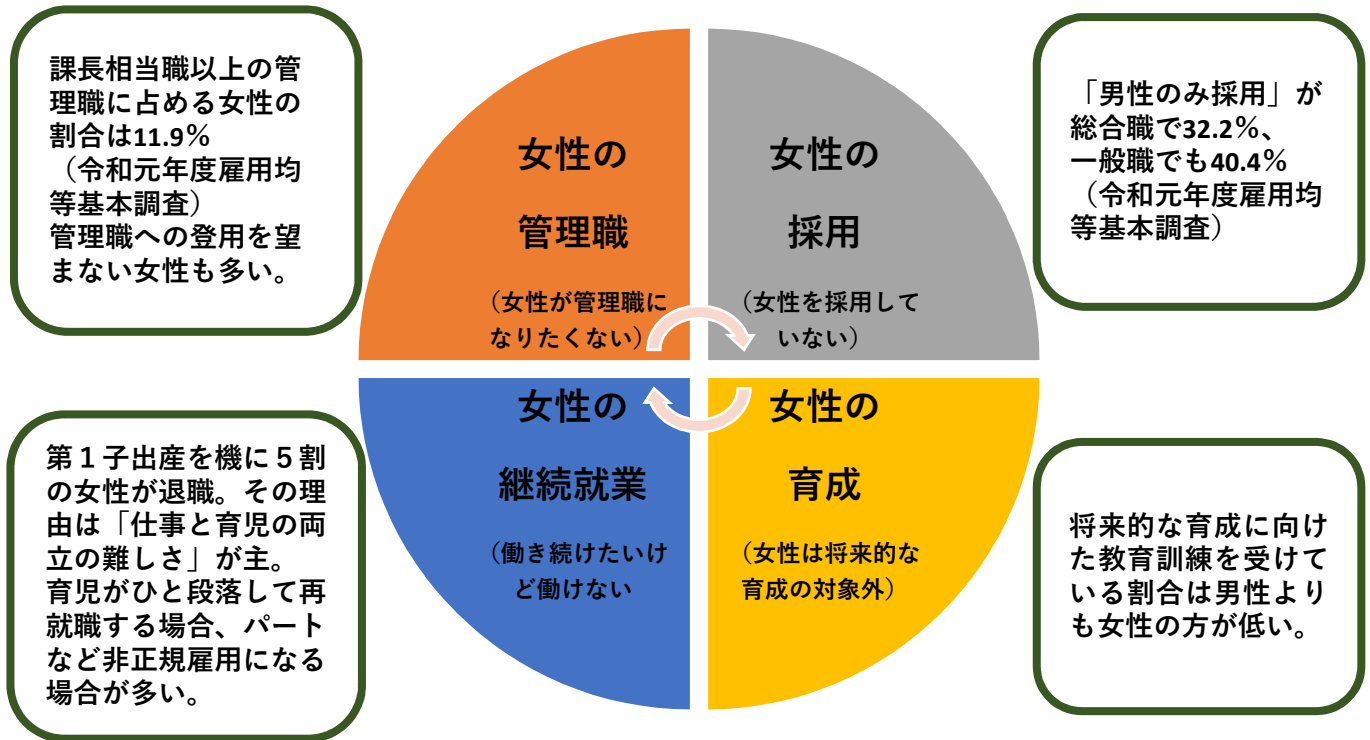 課長相当職以上の管
理職に占める女性の
割合は11.9％
（令和元年度雇用均
等基本調査）
管理職への登用を望
まない女性も多い。
女性の
管理職
（女性が管理職に
なりたくない）
女性の
採用
（女性を採用して
いない）
「男性のみ採用」が
総合職で32.2％、
一般職でも40.4％
（令和元年度雇用均
等基本調査）
第１子出産を機に５割
の女性が退職。その理
由は「仕事と育児の両
立の難しさ」が主。
育児がひと段落して再
就職する場合、パート
など非正規雇用になる
場合が多い。
女性の
継続就業
（働き続けたいけ
ど働けない
女性の
育成
（女性は将来的な
育成の対象外）
将来的な育成に向け
た教育訓練を受けて
いる割合は男性より
も女性の方が低い。